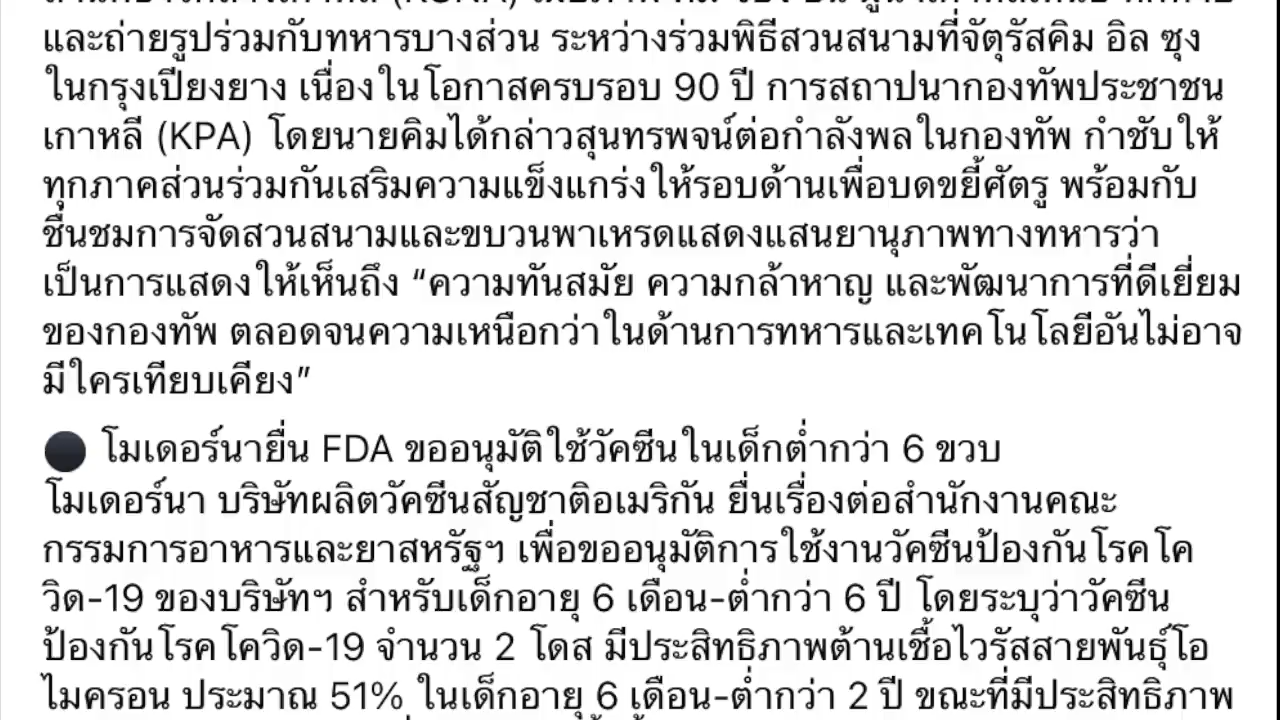 และถ่ายรูปร่วมกับทหารบางส่วน ระหว่างร่วมพิธีสวนสนามที่จัตุรัสคิม อิล ซุง
ในกรุงเปียงยาง เนื่องในโอกาสครบรอบ 90 ปี การสถาปนากองทัพประชาชน
เกาหลี (KPA) โดยนายคิมได้กล่าวสุนทรพจน์ต่อกำลังพลในกองทัพ กำชับให้
ทุกภาคส่วนร่วมกันเสริมความแข็งแกร่งให้รอบด้านเพื่อบดขยี้ศัตรู พร้อมกับ
ชื่นชมการจัดสวนสนามและขบวนพาเหรดแสดงแสนยานุภาพทางทหารว่า
เป็นการแสดงให้เห็นถึง “ความทันสมัย ความกล้าหาญ และพัฒนาการที่ดีเยี่ยม
ของกองทัพ ตลอดจนความเหนือกว่าในด้านการทหารและเทคโนโลยีอันไม่อาจ
มีใครเทียบเคียง”
⚫ โมเดอร์นายื่น FDA ขออนุมัติใช้วัคซีนในเด็กต่ำกว่า 6 ขวบ
โมเดอร์นา บริษัทผลิตวัคซีนสัญชาติอเมริกัน ยื่นเรื่องต่อสำนักงานคณะ
กรรมการอาหารและยาสหรัฐฯ เพื่อขออนุมัติการใช้งานวัคซีนป้องกันโรคโค
วิด-19 ของบริษัทฯ สำหรับเด็กอายุ 6 เดือน-ต่ำกว่า 6 ปี โดยระบุว่าวัคซีน
ป้องกันโรคโควิด-19 จำนวน 2 โดส มีประสิทธิภาพต้านเชื้อไวรัสสายพันธุ์โอ
ไมครอน ประมาณ 51% ในเด็กอายุ 6 เดือน-ต่ำกว่า 2 ปี ขณะที่มีประสิทธิภาพ